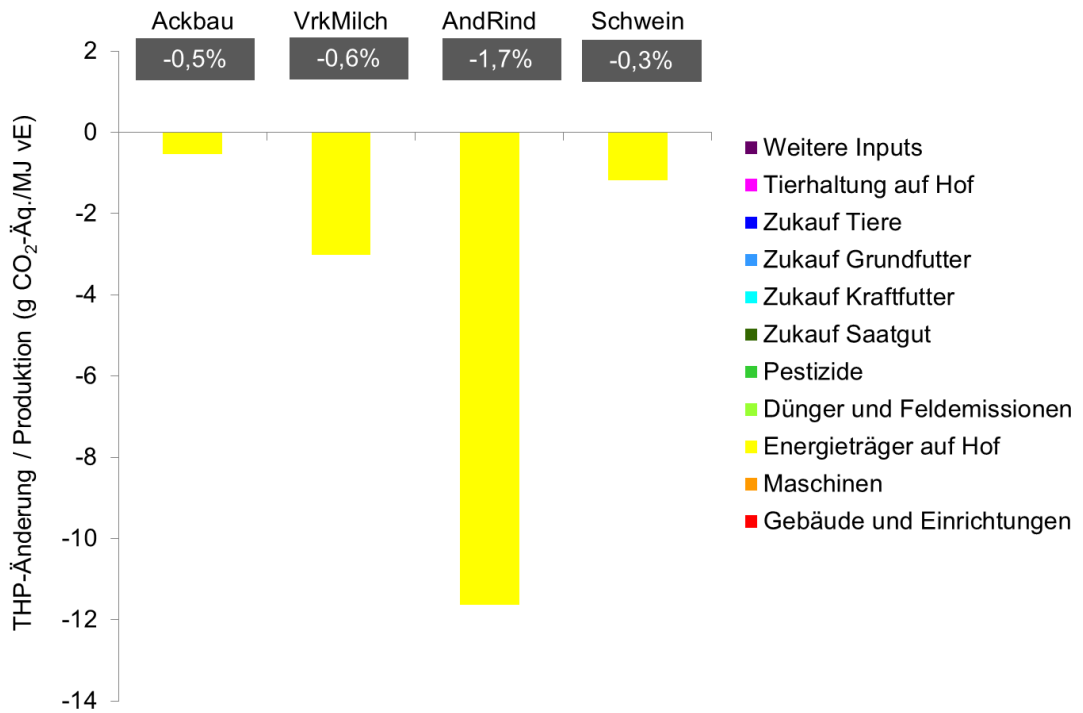 Ackbau VrkMilch AndRind Schwein
-0,5% -0,6% -1,7% -0,3%
THP-Änderung / Produktion (g CO₂-Äq./MJ vE)
2
0
-2
-4
-6
-8
-10
-12
-14
Weitere Inputs
Tierhaltung auf Hof
Zukauf Tiere
Zukauf Grundfutter
Zukauf Kraftfutter
Zukauf Saatgut
Pestizide
Dünger und Feldemissionen
Energieträger auf Hof
Maschinen
Gebäude und Einrichtungen